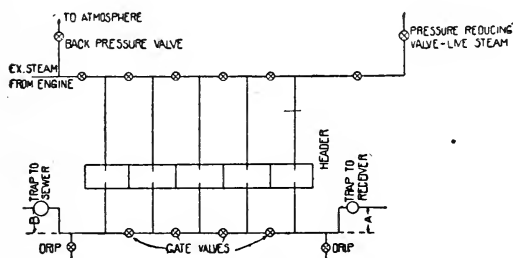 TO ATMOSPHERE
BACK PRESSURE VALVE
PRESSURE REDUCING
VALVE-LIVE STEAM
EX. STEAM
FROM ENGINE
HEADER
TRAP TO
SEWER
TRAP TO
RECEIVER
B
A
DRIP
GATE VALVES
DRIP